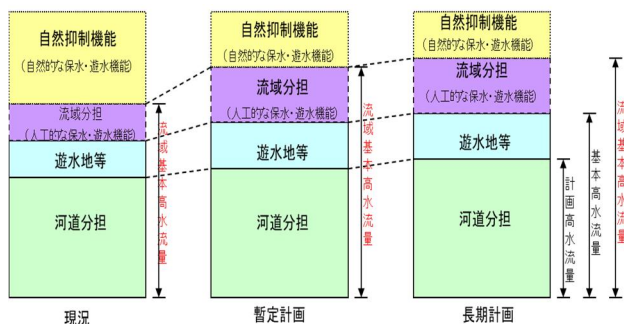 自然抑制機能
(自然的な保水・遊水機能)
流域分担
(人工的な保水・遊水機能)
遊水地等
河道分担
流域基本高水流量
現況
自然抑制機能
(自然的な保水・遊水機能)
流域分担
(人工的な保水・遊水機能)
遊水地等
河道分担
流域基本高水流量
暫定計画
自然抑制機能
(自然的な保水・遊水機能)
流域分担
(人工的な保水・遊水機能)
遊水地等
河道分担
計画高水流量
基本高水流量
流域基本高水流量
長期計画